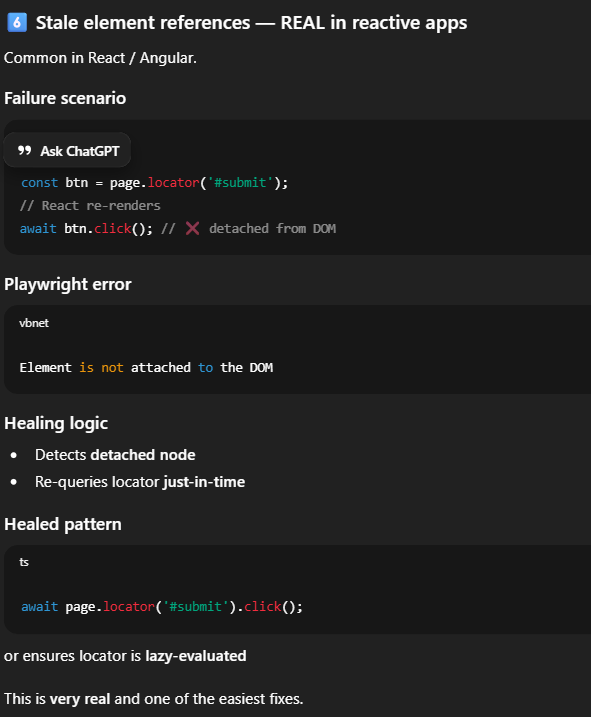 6 Stale element references — REAL in reactive apps
Common in React / Angular.
Failure scenario
Ask ChatGPT
const btn = page.locator('#submit');
// React re-renders
await btn.click(); // ❌ detached from DOM
Playwright error
vbnet
Element is not attached to the DOM
Healing logic
• Detects detached node
• Re-queries locator just-in-time
Healed pattern
ts
await page.locator('#submit').click();
or ensures locator is lazy-evaluated
This is very real and one of the easiest fixes.